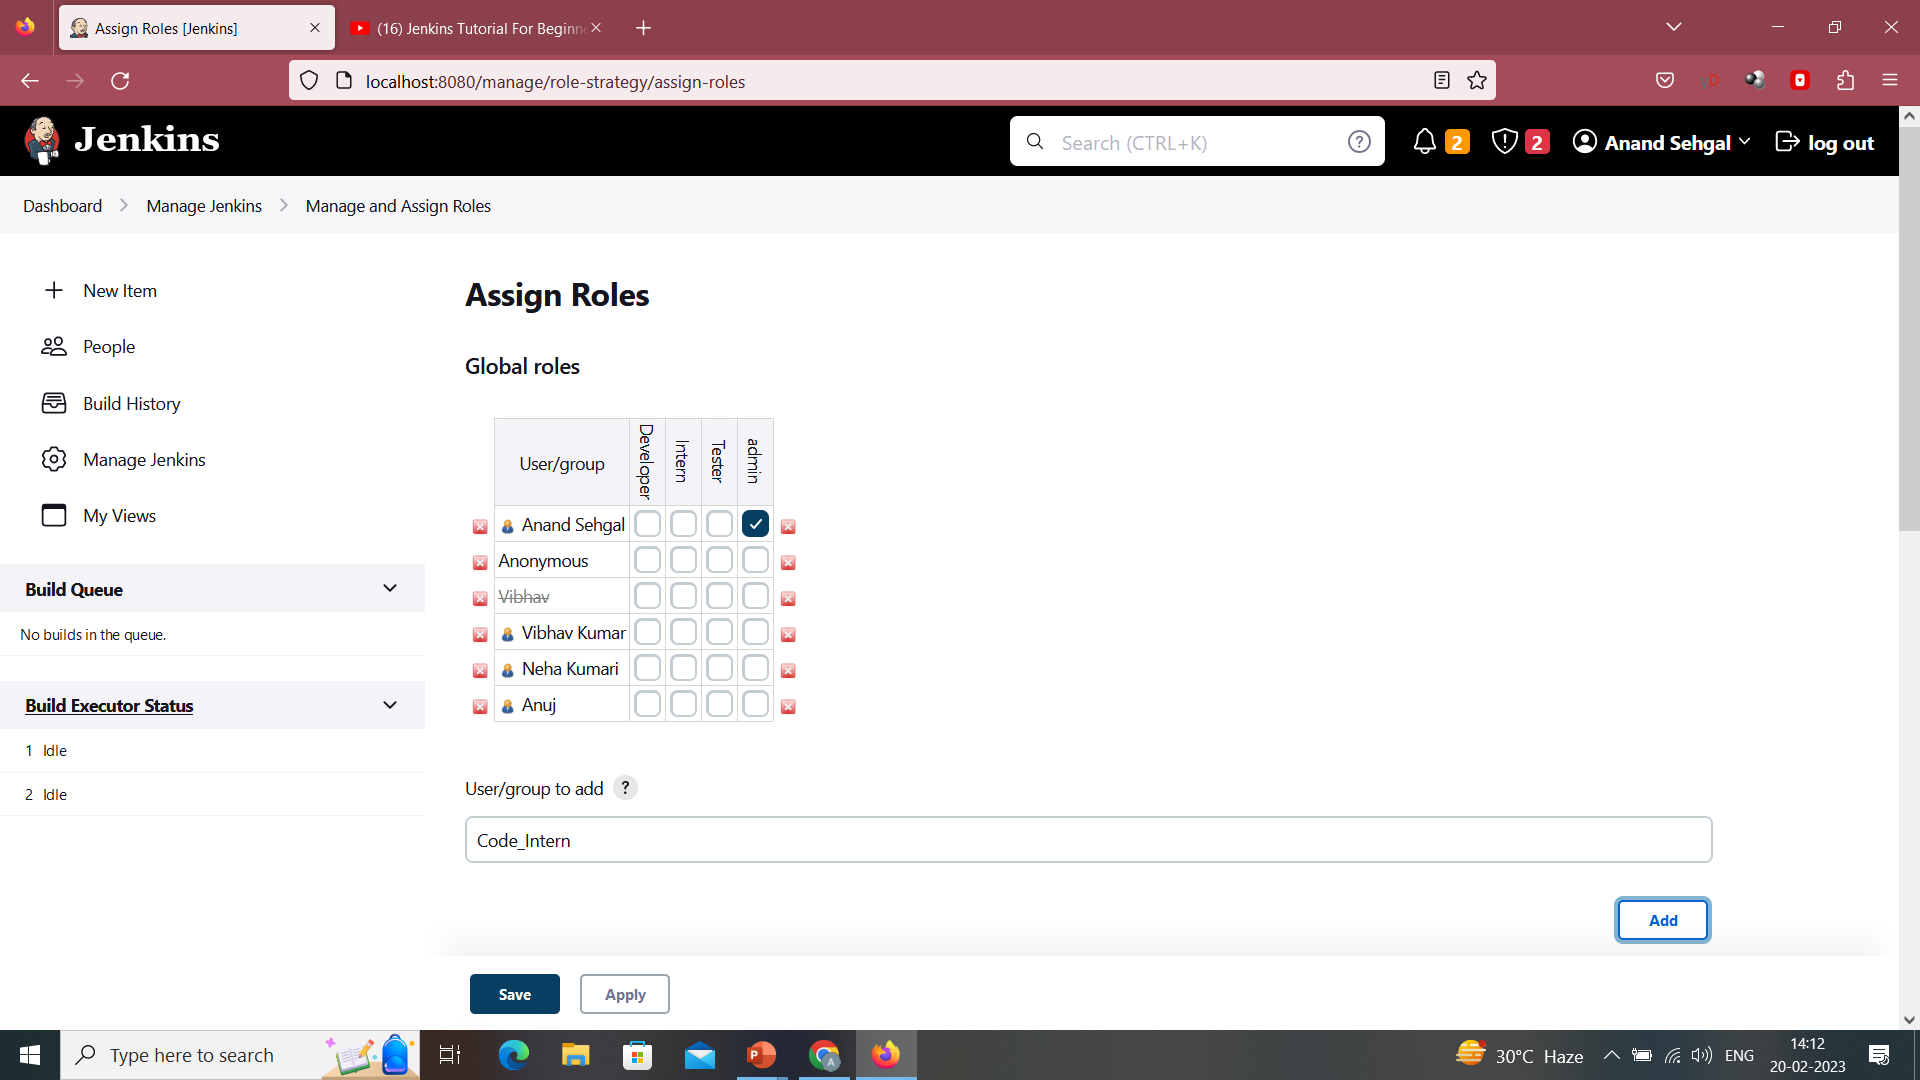 Assign Roles [Jenkins]
(16) Jenkins Tutorial For Beginn
localhost:8080/manage/role-strategy/assign-roles
Jenkins
Search (CTRL+K)
?
2
2
Anand Sehgal
log out
Dashboard
Manage Jenkins
Manage and Assign Roles
New Item
People
Build History
Manage Jenkins
My Views
Build Queue
No builds in the queue.
Build Executor Status
1 Idle
2 Idle
Assign Roles
Global roles
User/group
Developer
Intern
Tester
admin
Anand Sehgal
Anonymous
Vibhav
Vibhav Kumar
Neha Kumari
Anuj
User/group to add ?
Code_Intern
Add
Save
Apply
Type here to search
30°C Haze
ENG
14:12
20-02-2023